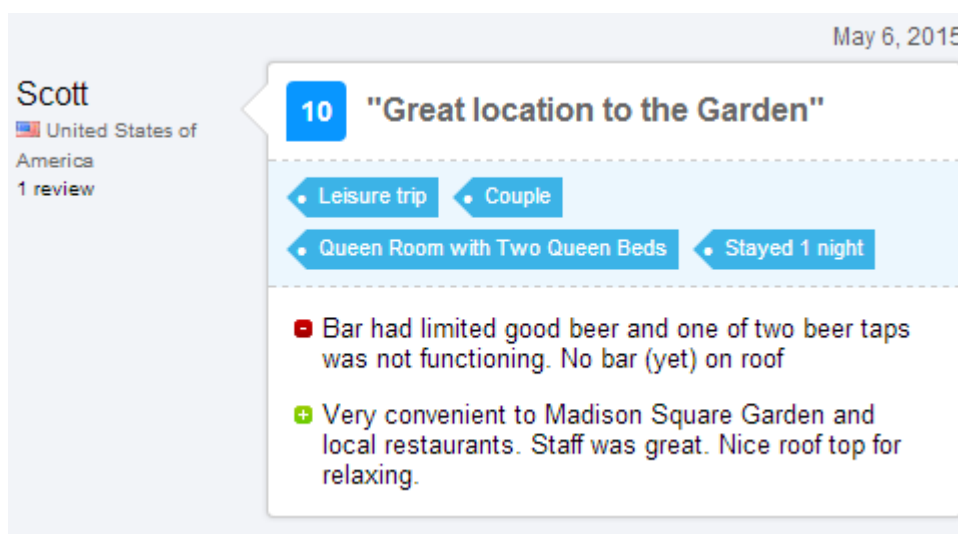 May 6, 2015
Scott
United States of
America
1 review
10 "Great location to the Garden"
Leisure trip Couple
Queen Room with Two Queen Beds Stayed 1 night
Bar had limited good beer and one of two beer taps
was not functioning. No bar (yet) on roof
Very convenient to Madison Square Garden and
local restaurants. Staff was great. Nice roof top for
relaxing.